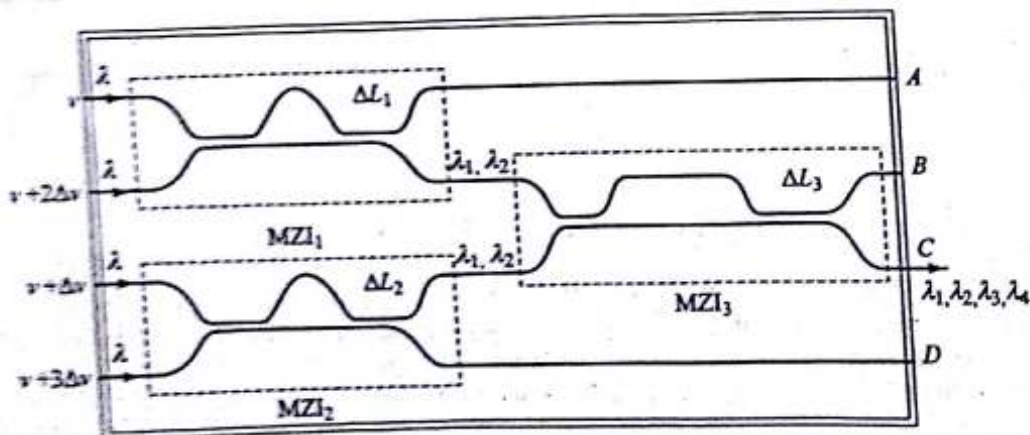 λ
ν
ΔL₁
A
λ
ν+2Δν
λ₁, λ₂
ΔL₃
B
MZI₁
λ
ν+Δν
ΔL₂
λ₁, λ₂
C
λ₁,λ₂,λ₃,λ₄
MZI₃
λ
ν+3Δν
D
MZI₂